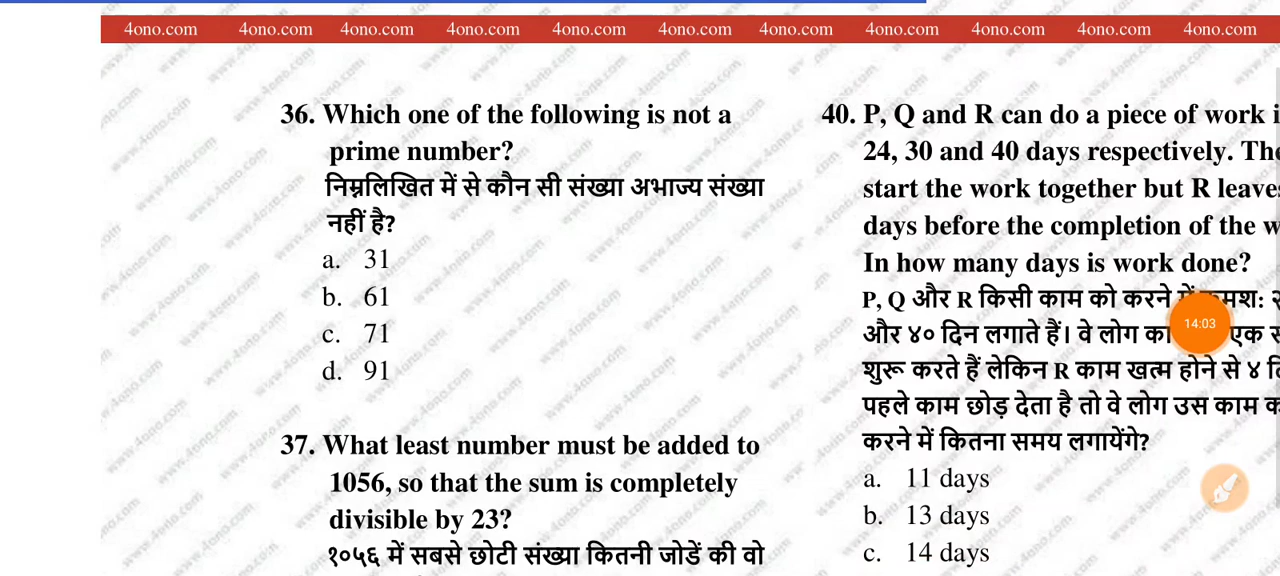 4ono.com 4ono.com 4ono.com 4ono.com 4ono.com 4ono.com 4ono.com 4ono.com 4ono.com 4ono.com 4ono.com
36. Which one of the following is not a
prime number?
निम्नलिखित में से कौन सी संख्या अभाज्य संख्या
नहीं है?
a. 31
b. 61
c. 71
d. 91
37. What least number must be added to
1056, so that the sum is completely
divisible by 23?
१०५६ में सबसे छोटी संख्या कितनी जोडें की वो
40. P, Q and R can do a piece of work i
24, 30 and 40 days respectively. The
start the work together but R leave
days before the completion of the w
In how many days is work done?
P, Q और R किसी काम को करने में
और ४० दिन लगाते हैं। वे लोग
14:03
शुरू करते हैं लेकिन R काम खत्म होने से ४
पहले काम छोड़ देता है तो वे लोग उस काम
करने में कितना समय लगायेंगे?
a. 11 days
b. 13 days
c. 14 days